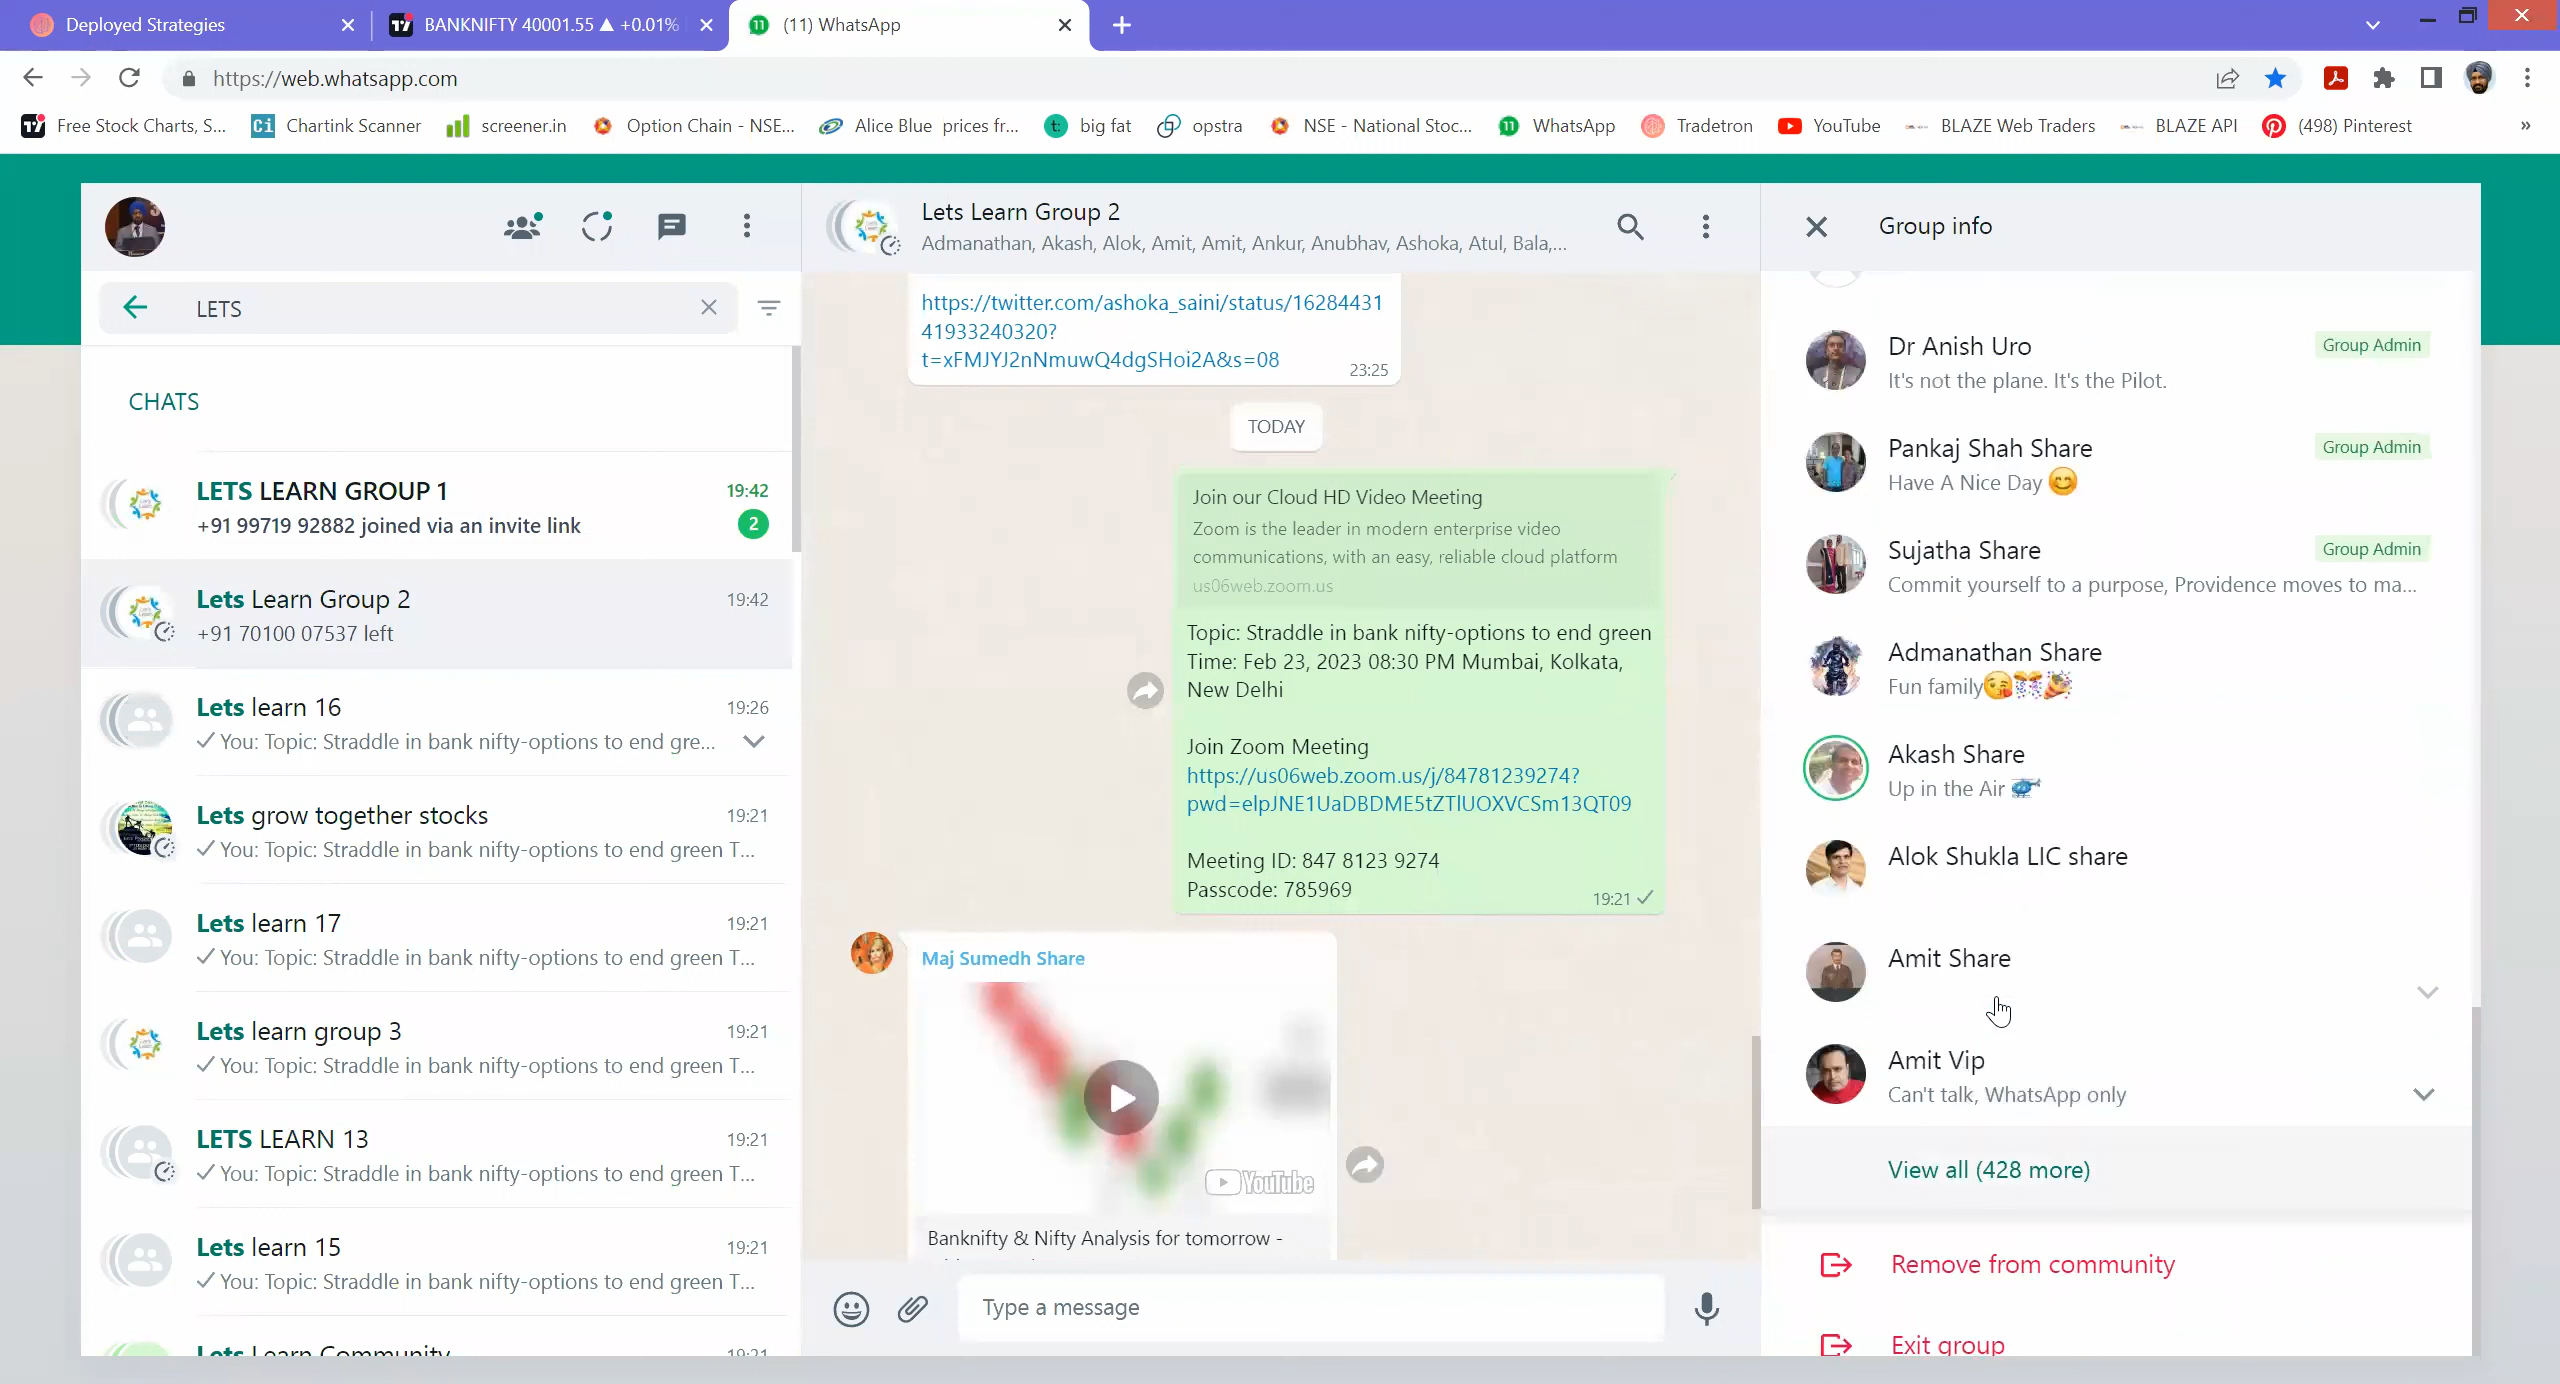 Deployed Strategies
BANKNIFTY 40001.55 ▲ +0.01%
(11) WhatsApp
https://web.whatsapp.com
Free Stock Charts, S...
Chartink Scanner
screener.in
Option Chain - NSE...
Alice Blue prices fr...
big fat
opstra
NSE - National Stoc...
WhatsApp
Tradetron
YouTube
BLAZE Web Traders
BLAZE API
(498) Pinterest
»
LETS
CHATS
LETS LEARN GROUP 1
19:42
+91 99719 92882 joined via an invite link
2
Lets Learn Group 2
19:42
+91 70100 07537 left
Lets learn 16
19:26
You: Topic: Straddle in bank nifty-options to end gre...
Lets grow together stocks
19:21
You: Topic: Straddle in bank nifty-options to end green T...
Lets learn 17
19:21
You: Topic: Straddle in bank nifty-options to end green T...
Lets learn group 3
19:21
You: Topic: Straddle in bank nifty-options to end green T...
LETS LEARN 13
19:21
You: Topic: Straddle in bank nifty-options to end green T...
Lets learn 15
19:21
You: Topic: Straddle in bank nifty-options to end green T...
Lets Learn Community
19:21
Lets Learn Group 2
Admanathan, Akash, Alok, Amit, Amit, Ankur, Anubhav, Ashoka, Atul, Bala,...
https://twitter.com/ashoka_saini/status/16284431
41933240320?
t=xFMJYJ2nNmuwQ4dgSHoi2A&s=08
23:25
TODAY
Join our Cloud HD Video Meeting
Zoom is the leader in modern enterprise video
communications, with an easy, reliable cloud platform
us06web.zoom.us
Topic: Straddle in bank nifty-options to end green
Time: Feb 23, 2023 08:30 PM Mumbai, Kolkata,
New Delhi
Join Zoom Meeting
https://us06web.zoom.us/j/84781239274?
pwd=elpJNE1UaDBDME5tZTlUOXVCSm13QT09
Meeting ID: 847 8123 9274
Passcode: 785969
19:21
Maj Sumedh Share
YouTube
Banknifty & Nifty Analysis for tomorrow -
Type a message
Group info
Dr Anish Uro
Group Admin
It's not the plane. It's the Pilot.
Pankaj Shah Share
Group Admin
Have A Nice Day 😊
Sujatha Share
Group Admin
Commit yourself to a purpose, Providence moves to ma...
Admanathan Share
Fun family😘🎊🎉
Akash Share
Up in the Air 🚁
Alok Shukla LIC share
Amit Share
Amit Vip
Can't talk, WhatsApp only
View all (428 more)
Remove from community
Exit group